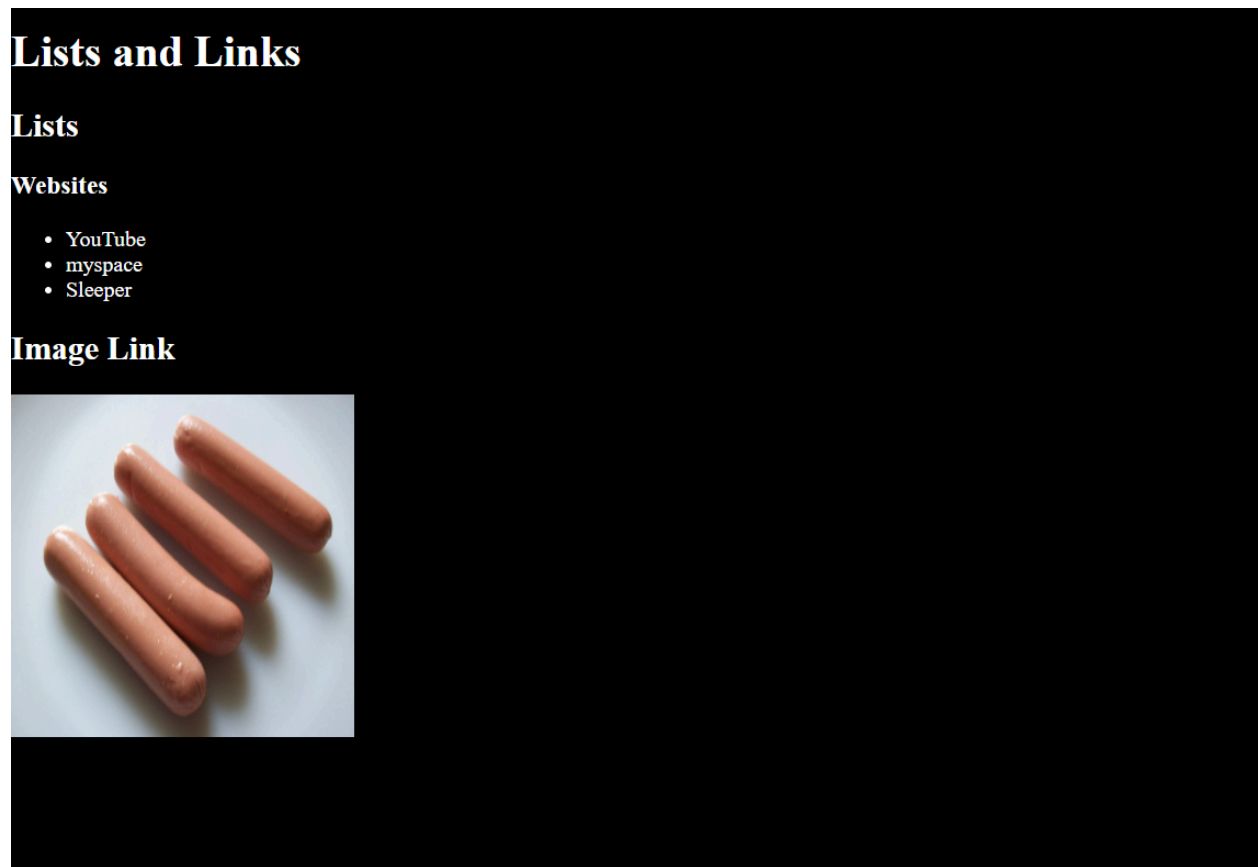 Lists and Links
Lists
Websites
YouTube
myspace
Sleeper
Image Link